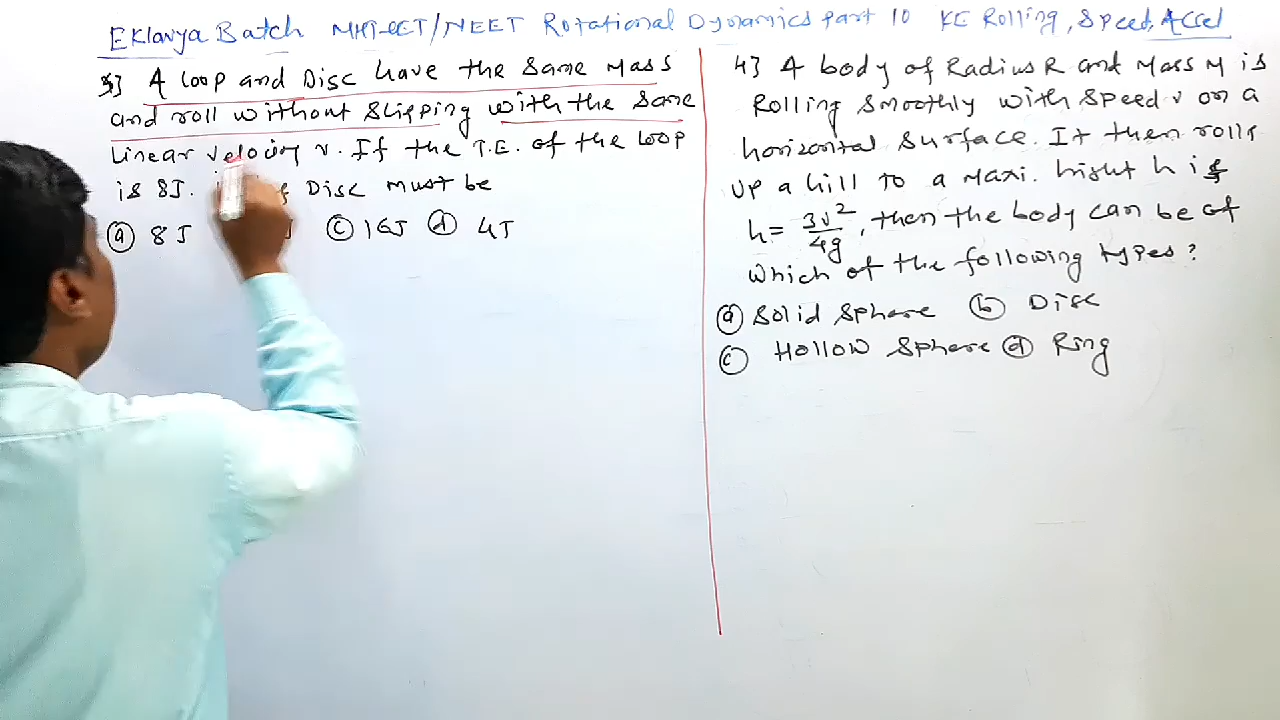 Eklavya Batch MHT-CET/NEET Rotational Dynamics Part 10 KE Rolling, Speed, Accel
3] A Loop and Disc have the Same Mass
and roll without Slipping with the Same
Linear velocity v. If the T.E. of the Loop
is 8J. Disc must be
(a) 8 J (c) 16J (d) 4J
4] A body of Radius R and Mass M is
Rolling Smoothly with Speed v on a
horizontal Surface. It then rolls
up a hill to a Maxi. hight h if
h = 3v²/4g, then the body can be of
which of the following types?
(a) Solid Sphere (b) Disc
(c) Hollow Sphere (d) Ring